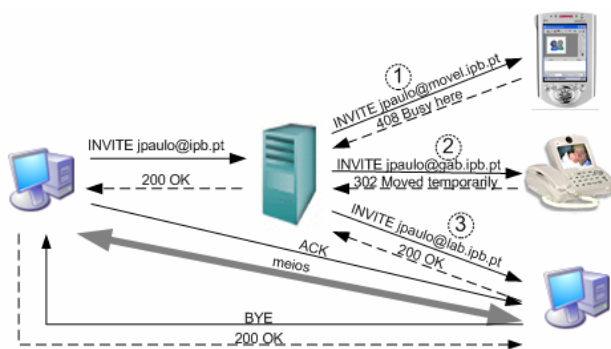 1
INVITE jpaulo@movel.ipb.pt
408 Busy here
INVITE jpaulo@ipb.pt
200 OK
2
INVITE jpaulo@gab.ipb.pt
302 Moved temporarily
3
INVITE jpaulo@lab.ipb.pt
200 OK
ACK
meios
BYE
200 OK